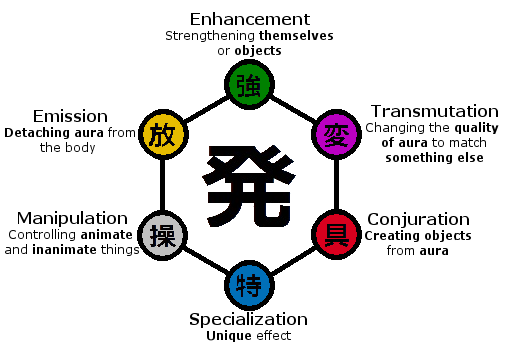 Enhancement
Strengthening themselves
or objects
強
Emission
Detaching aura from
the body
放
Transmutation
Changing the quality
of aura to match
something else
変
発
Manipulation
Controlling animate
and inanimate things
操
Conjuration
Creating objects
from aura
具
特
Specialization
Unique effect